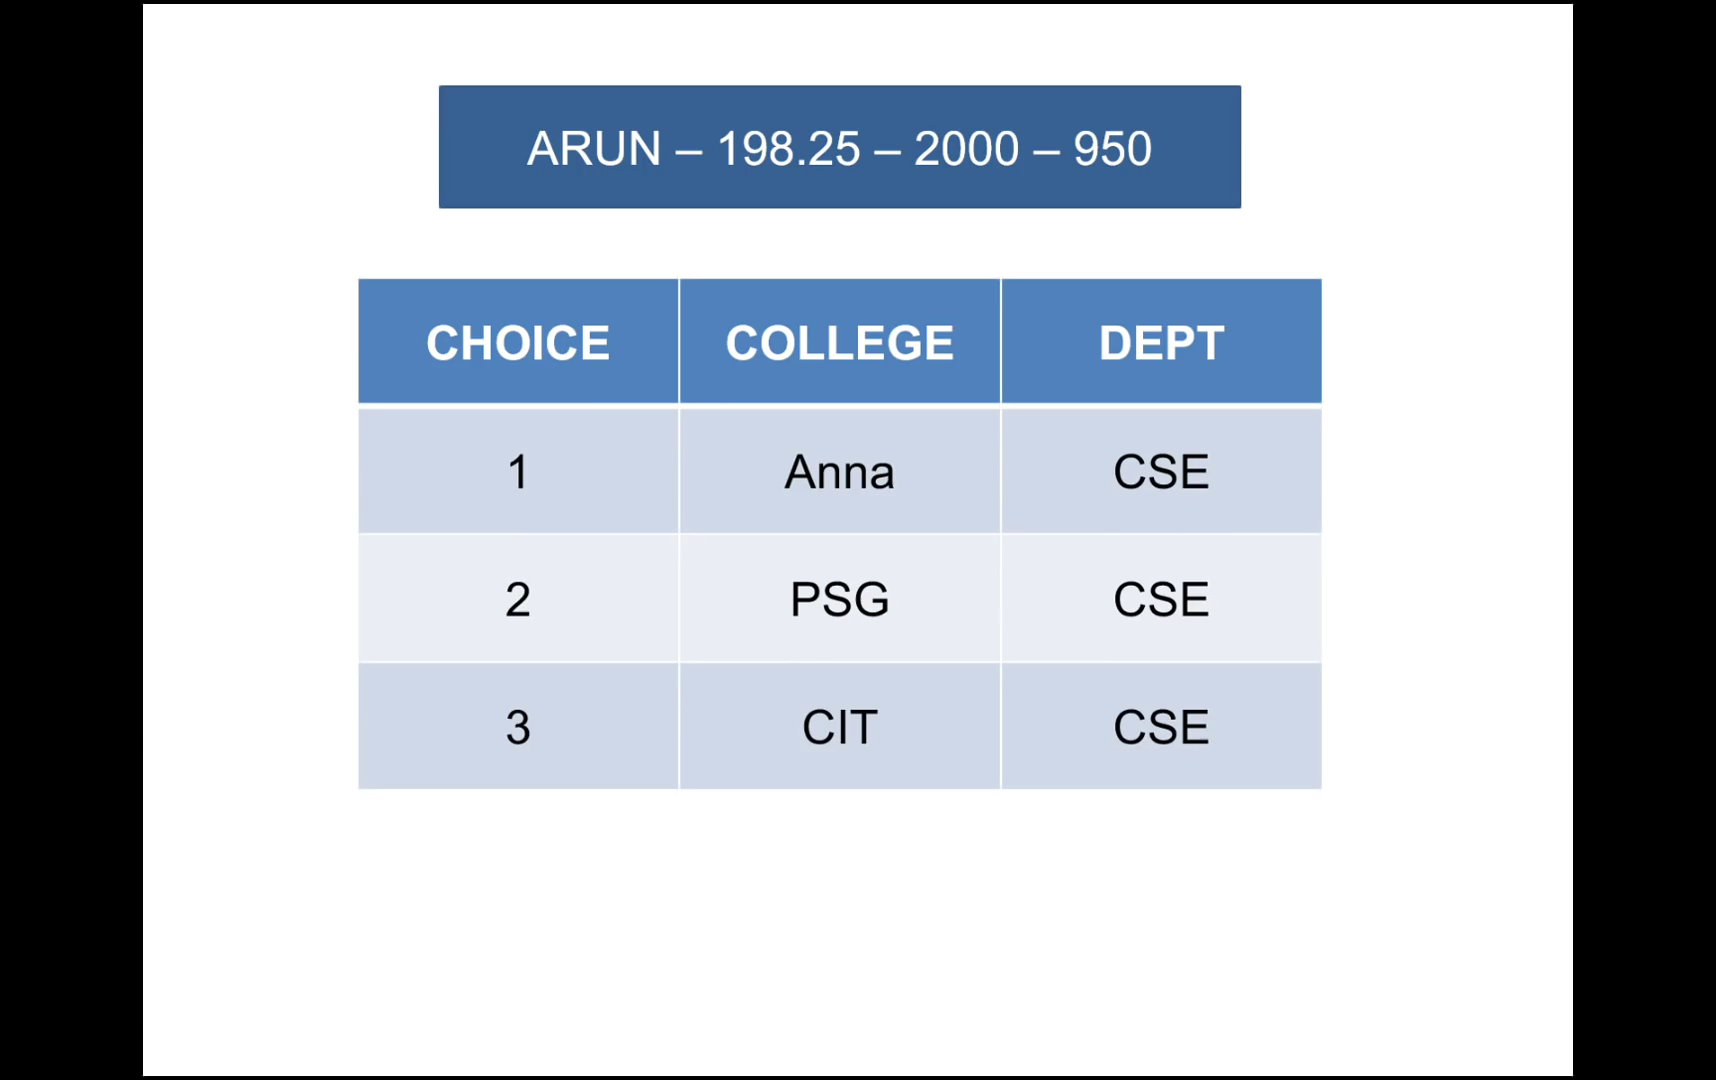 ARUN – 198.25 – 2000 – 950
CHOICE COLLEGE DEPT
1 Anna CSE
2 PSG CSE
3 CIT CSE